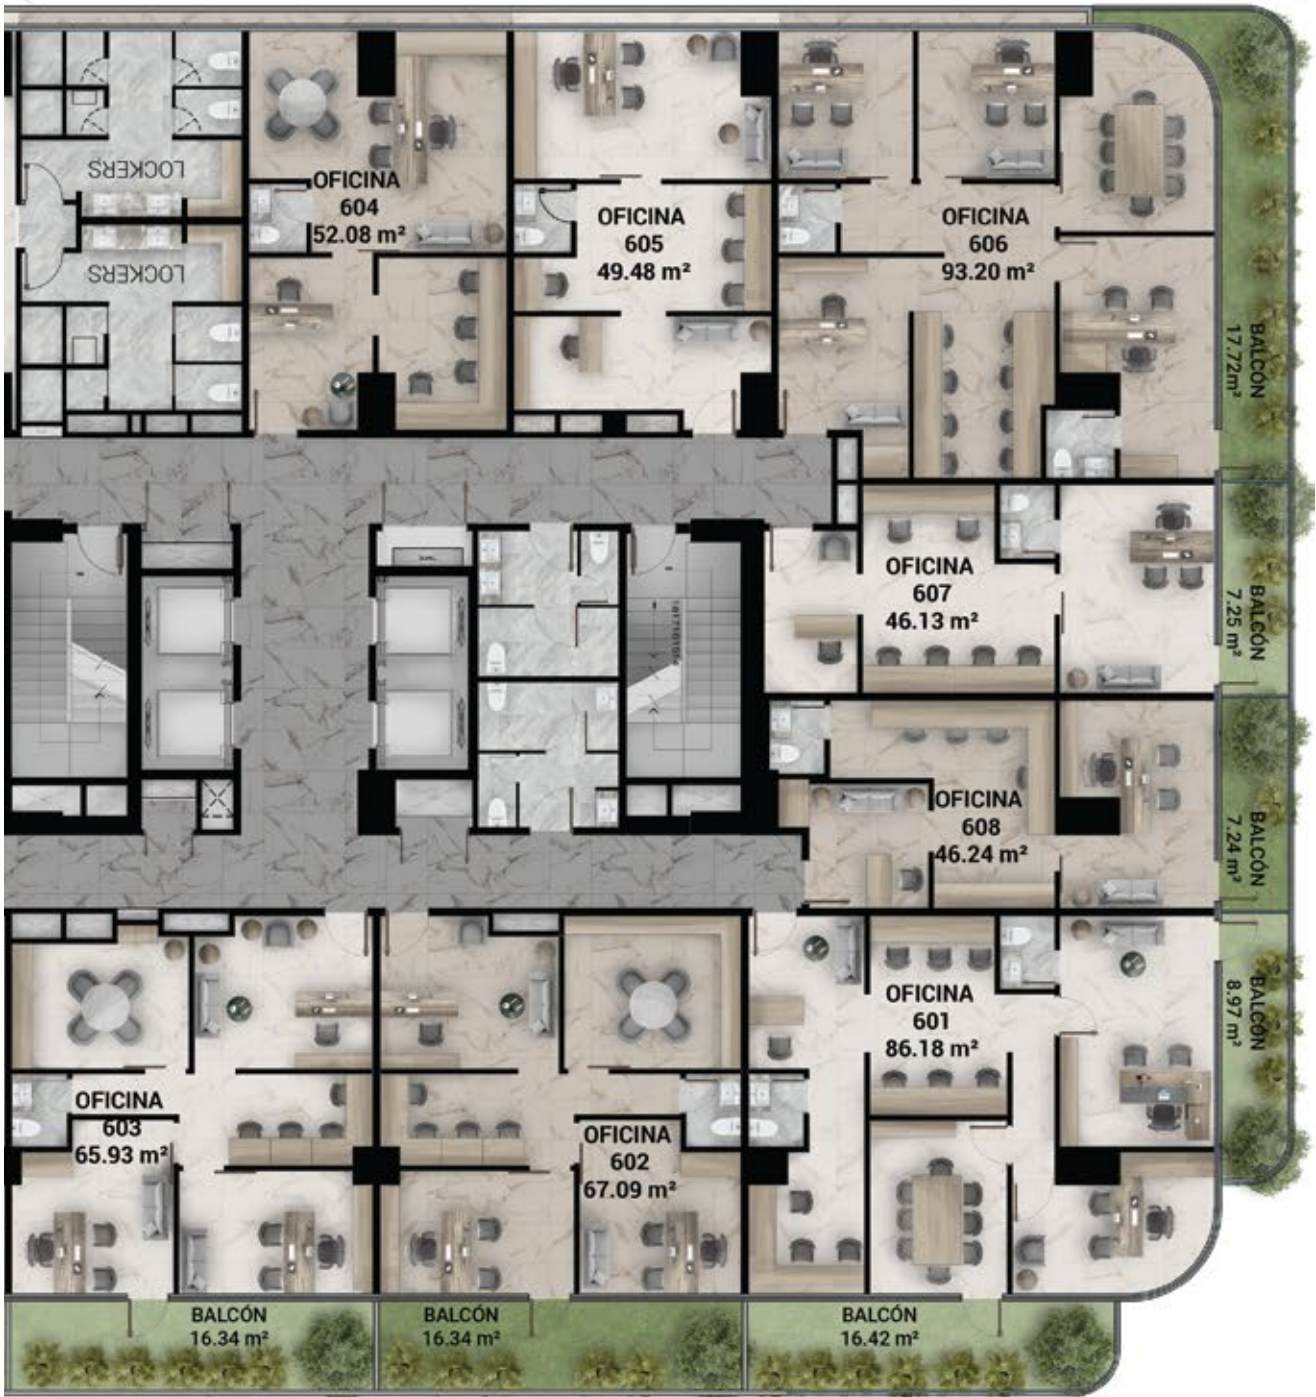 LOCKERS
LOCKERS
OFICINA
604
52.08 m²
OFICINA
605
49.48 m²
OFICINA
606
93.20 m²
BALCÓN
17.72m²
OFICINA
607
46.13 m²
BALCÓN
7.25 m²
OFICINA
608
46.24 m²
BALCÓN
7.24 m²
OFICINA
601
86.18 m²
BALCÓN
8.97 m²
OFICINA
603
65.93 m²
OFICINA
602
67.09 m²
BALCÓN
16.34 m²
BALCÓN
16.34 m²
BALCÓN
16.42 m²